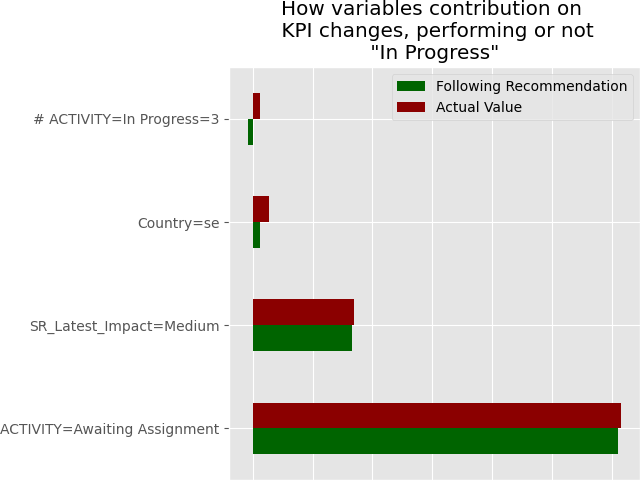 How variables contribution on
KPI changes, performing or not
"In Progress"
Following Recommendation
Actual Value
# ACTIVITY=In Progress=3
Country=se
SR_Latest_Impact=Medium
ACTIVITY=Awaiting Assignment